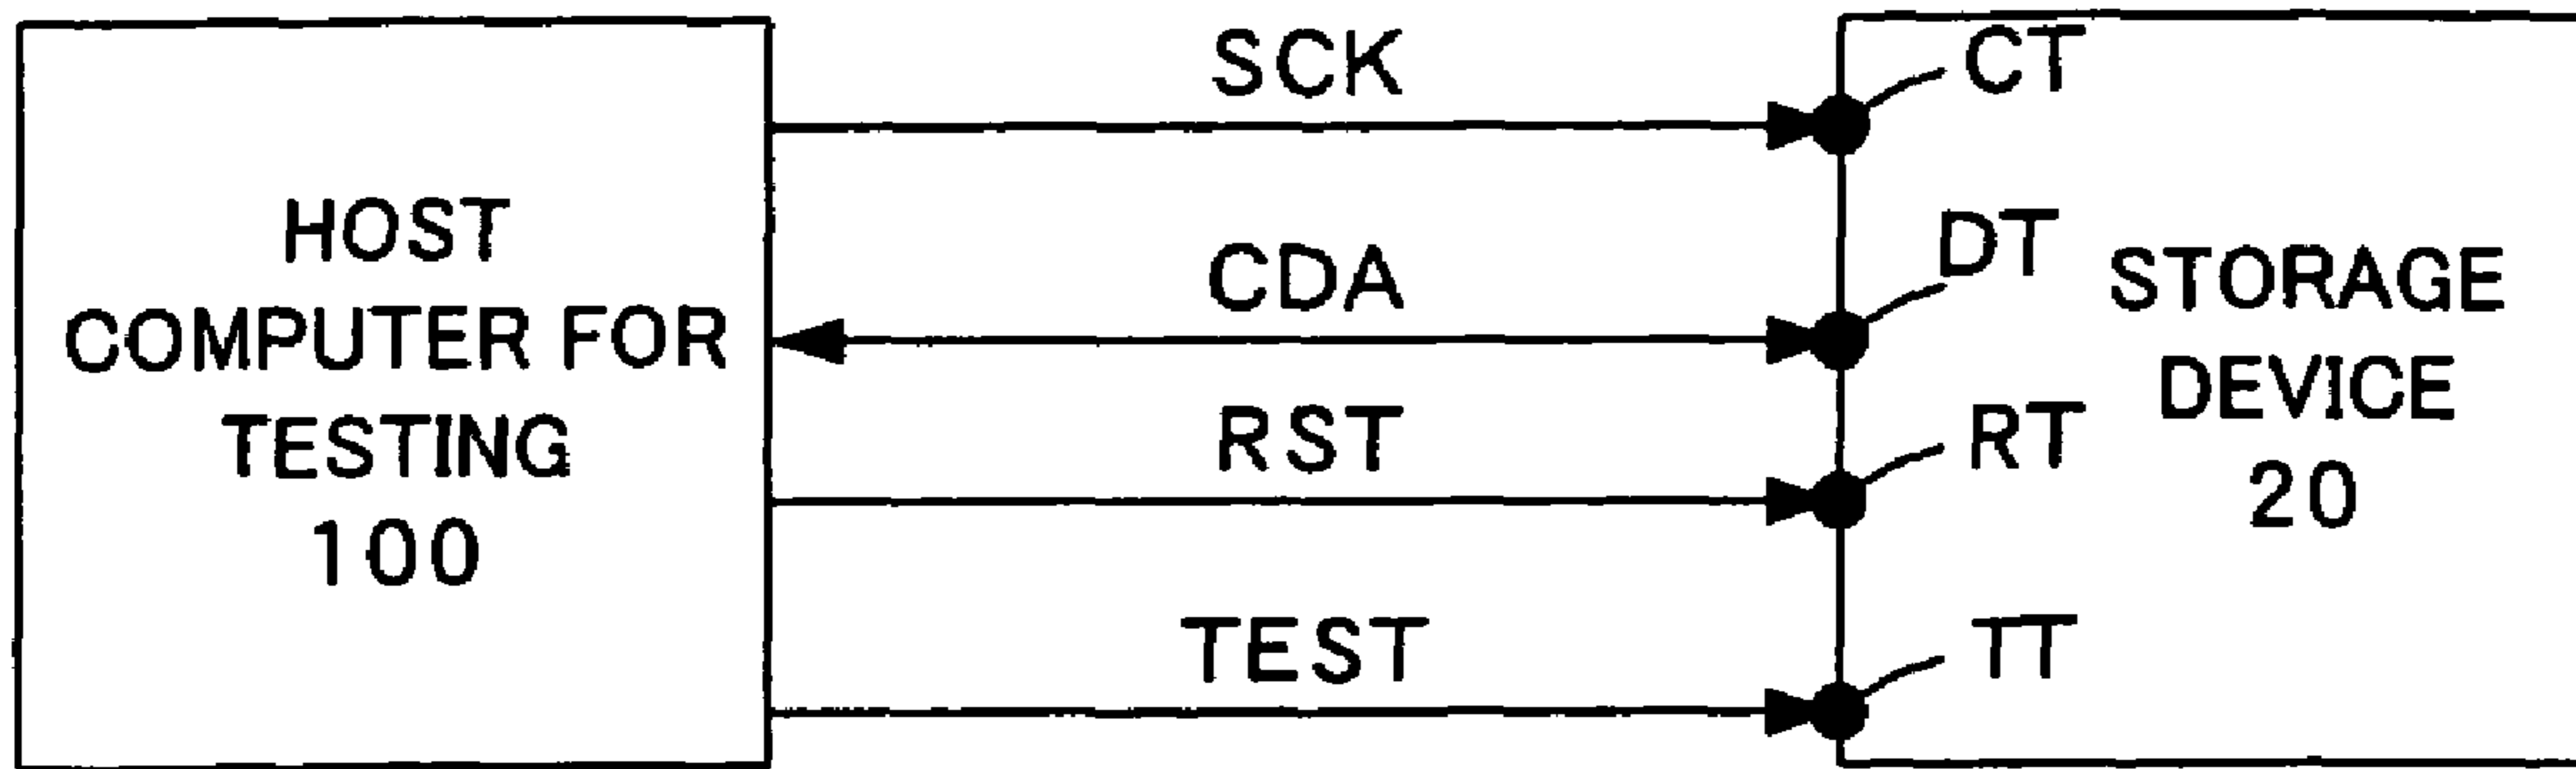 HOST
COMPUTER FOR
TESTING
100
SCK
CDA
RST
TEST
CT
DT
RT
TT
STORAGE
DEVICE
20